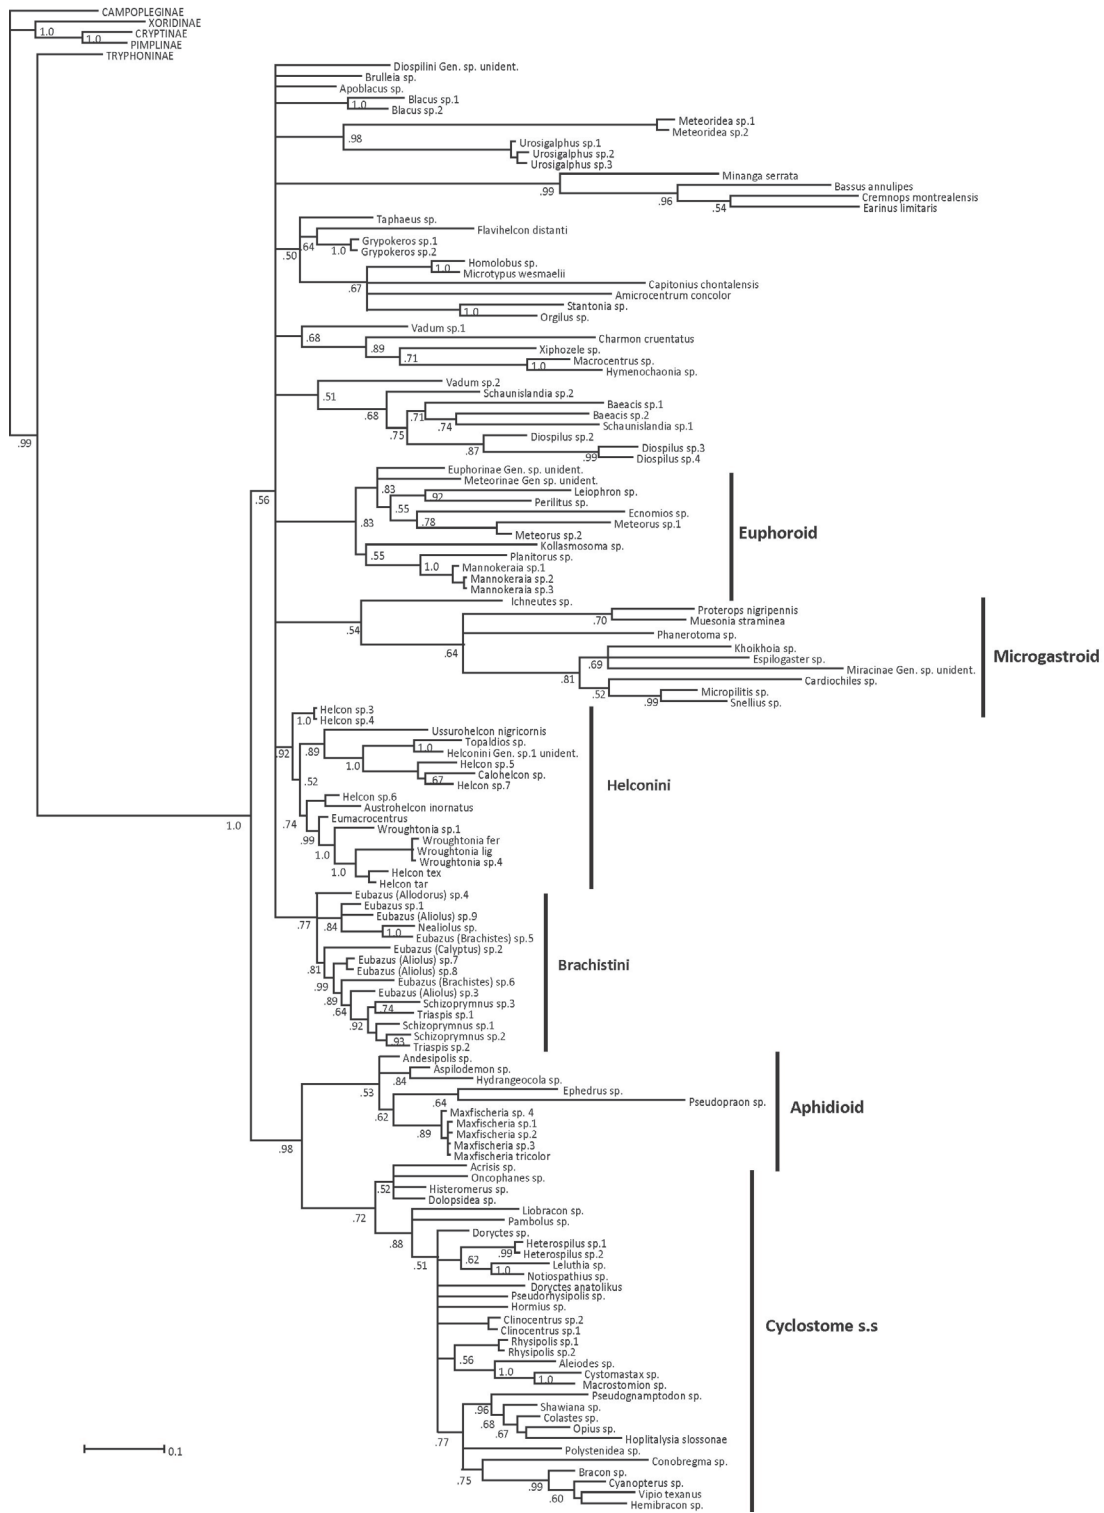 CAMPOPLEGINAE
XORIDINAE
1.0
CRYPTINAE
1.0
PIMPLINAE
TRYPHONINAE
Diospilini Gen. sp. unident.
Brulleia sp.
Apoblacus sp.
Blacus sp.1
1.0
Blacus sp.2
Meteoridea sp.1
Meteoridea sp.2
.98
Urosigalphus sp.1
Urosigalphus sp.2
Urosigalphus sp.3
Minanga serrata
.99
Bassus annulipes
.96
Cremnops montrealensis
.54
Earinus limitaris
Taphaeus sp.
Flavihelcon distanti
.64
Grypokeros sp.1
1.0
Grypokeros sp.2
.50
Homolobus sp.
1.0
Microtypus wesmaelii
.67
Capitonius chontalensis
Amicrocentrum concolor
Stantonia sp.
1.0
Orgilus sp.
Vadum sp.1
.68
Charmon cruentatus
.89
Xiphozele sp.
.71
Macrocentrus sp.
1.0
Hymenochaonia sp.
Vadum sp.2
.51
Schaunislandia sp.2
.68
Baeacis sp.1
.71
Baeacis sp.2
.74
Schaunislandia sp.1
.75
Diospilus sp.2
.87
Diospilus sp.3
.99
Diospilus sp.4
.99
Euphorinae Gen. sp. unident.
Meteorinae Gen sp. unident.
.83
Leiophron sp.
.92
Perilitus sp.
.56
.55
Ecnomios sp.
.78
Meteorus sp.1
.83
Meteorus sp.2
Euphoroid
Kollasmosoma sp.
.55
Planitorus sp.
1.0
Mannokeraia sp.1
Mannokeraia sp.2
Mannokeraia sp.3
Ichneutes sp.
Proterops nigripennis
.70
Muesonia straminea
.54
Phanerotoma sp.
.64
Khoikhoia sp.
.69
Espilogaster sp.
Microgastroid
Miracinae Gen. sp. unident.
.81
Cardiochiles sp.
.52
Micropilitis sp.
.99
Snellius sp.
Helcon sp.3
1.0
Helcon sp.4
Ussurohelcon nigricornis
.92
.89
Topaldios sp.
1.0
Helconini Gen. sp.1 unident.
1.0
Helcon sp.5
Calohelcon sp.
.67
Helcon sp.7
.52
Helconini
Helcon sp.6
Austrohelcon inornatus
Eumacrocentrus
.74
Wroughtonia sp.1
1.0
.99
Wroughtonia fer
Wroughtonia lig
1.0
Wroughtonia sp.4
1.0
Helcon tex
Helcon tar
Eubazus (Allodorus) sp.4
Eubazus sp.1
Eubazus (Aliolus) sp.9
.77
.84
Nealiolus sp.
1.0
Eubazus (Brachistes) sp.5
Eubazus (Calyptus) sp.2
Eubazus (Aliolus) sp.7
.81
Eubazus (Aliolus) sp.8
Brachistini
Eubazus (Brachistes) sp.6
.99
Eubazus (Aliolus) sp.3
.89
Schizoprymnus sp.3
.74
.64
Triaspis sp.1
Schizoprymnus sp.1
.92
Schizoprymnus sp.2
.93
Triaspis sp.2
Andesipolis sp.
Aspilodemon sp.
.84
Hydrangeocola sp.
.53
Ephedrus sp.
.64
Pseudopraon sp.
Aphidioid
.62
Maxfischeria sp. 4
Maxfischeria sp.1
.89
Maxfischeria sp.2
Maxfischeria sp.3
.98
Maxfischeria tricolor
Acrisis sp.
Oncophanes sp.
.52
Histeromerus sp.
Dolopsidea sp.
.72
Liobracon sp.
Pambolus sp.
.88
Doryctes sp.
Heterospilus sp.1
.99
Heterospilus sp.2
.51
.62
Leluthia sp.
1.0
Notiospathius sp.
Doryctes anatolikus
Pseudorhysipolis sp.
Hormius sp.
Clinocentrus sp.2
Cyclostome s.s
Clinocentrus sp.1
Rhysipolis sp.1
Rhysipolis sp.2
.56
Aleiodes sp.
1.0
Cystomastax sp.
1.0
Macrostomion sp.
Pseudognamptodon sp.
.96
Shawiana sp.
Colastes sp.
.68
Opius sp.
.67
Hoplitalysia slossonae
.77
0.1
Polystenidea sp.
Conobregma sp.
.75
Bracon sp.
.99
Cyanopterus sp.
.60
Vipio texanus
Hemibracon sp.